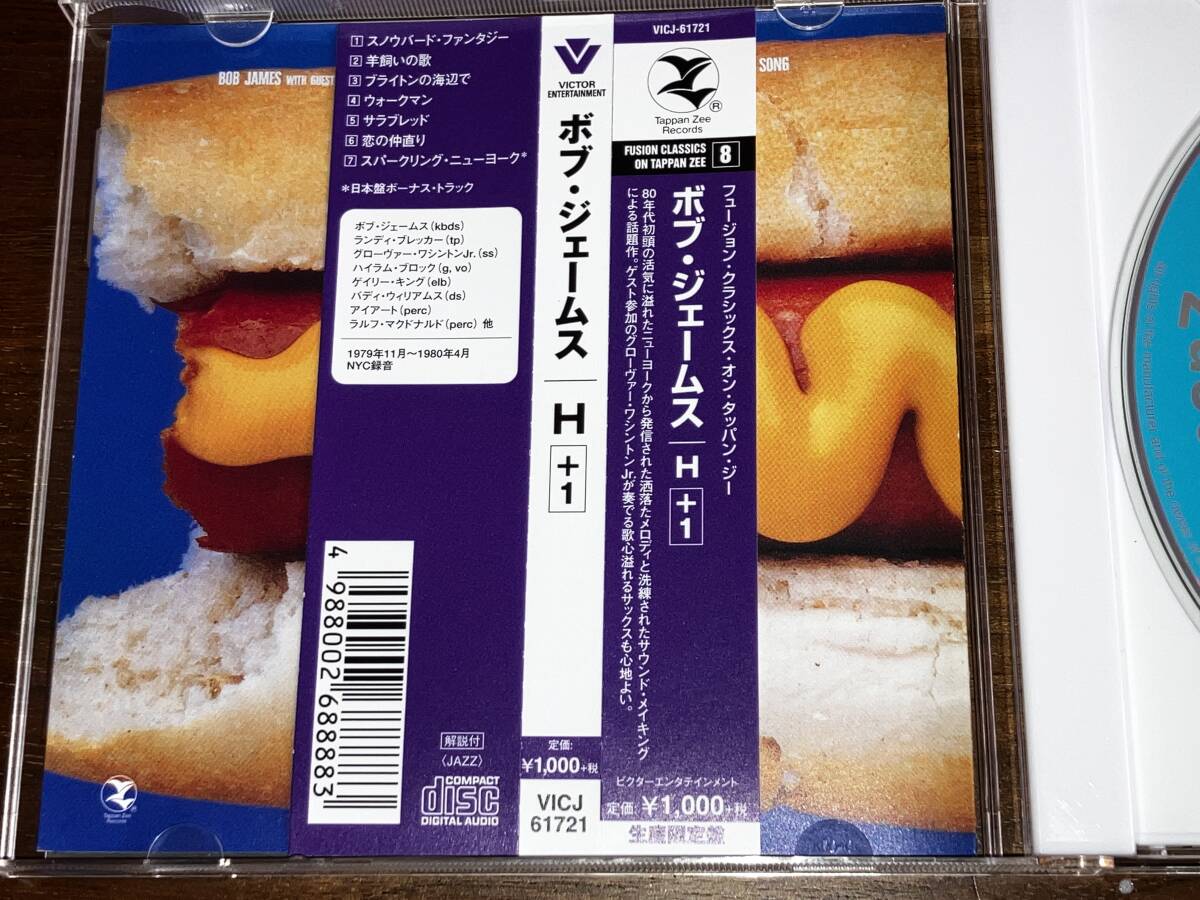 BOB JAMES WITH GUEST
SONG
1 スノウバード・ファンタジー
2 羊飼いの歌
3 ブライトンの海辺で
4 ウォークマン
5 サラブレッド
6 恋の仲直り
7 スパークリング・ニューヨーク*
*日本盤ボーナス・トラック
ボブ・ジェームス (kbds)
ランディ・ブレッカー (tp)
グローヴァー・ワシントンJr. (ss)
ハイラム・ブロック (g, vo)
ゲイリー・キング (elb)
バディ・ウィリアムス (ds)
アイアート (perc)
ラルフ・マクドナルド (perc) 他
1979年11月〜1980年4月
NYC録音
4 988002 688883
解説付
〈JAZZ〉
COMPACT
disc
DIGITAL AUDIO
VICTOR
ENTERTAINMENT
ボブ・ジェームス
H
+1
定価:
¥1,000+税
VICJ
61721
VICJ-61721
Tappan Zee
Records
®
FUSION CLASSICS
ON TAPPAN ZEE
8
フュージョン・クラシックス・オン・タッパン・ジー
ボブ・ジェームス
H
+1
80年代初頭の活気に溢れたニューヨークから発信された洒落たメロディと洗練されたサウンド・メイキング
による話題作。ゲスト参加のグローヴァー・ワシントンJr.が奏でる歌心溢れるサックスも心地よい。
ビクターエンタテインメント
定価: ¥1,000+税
生産限定盤
Tappan Zee
Records